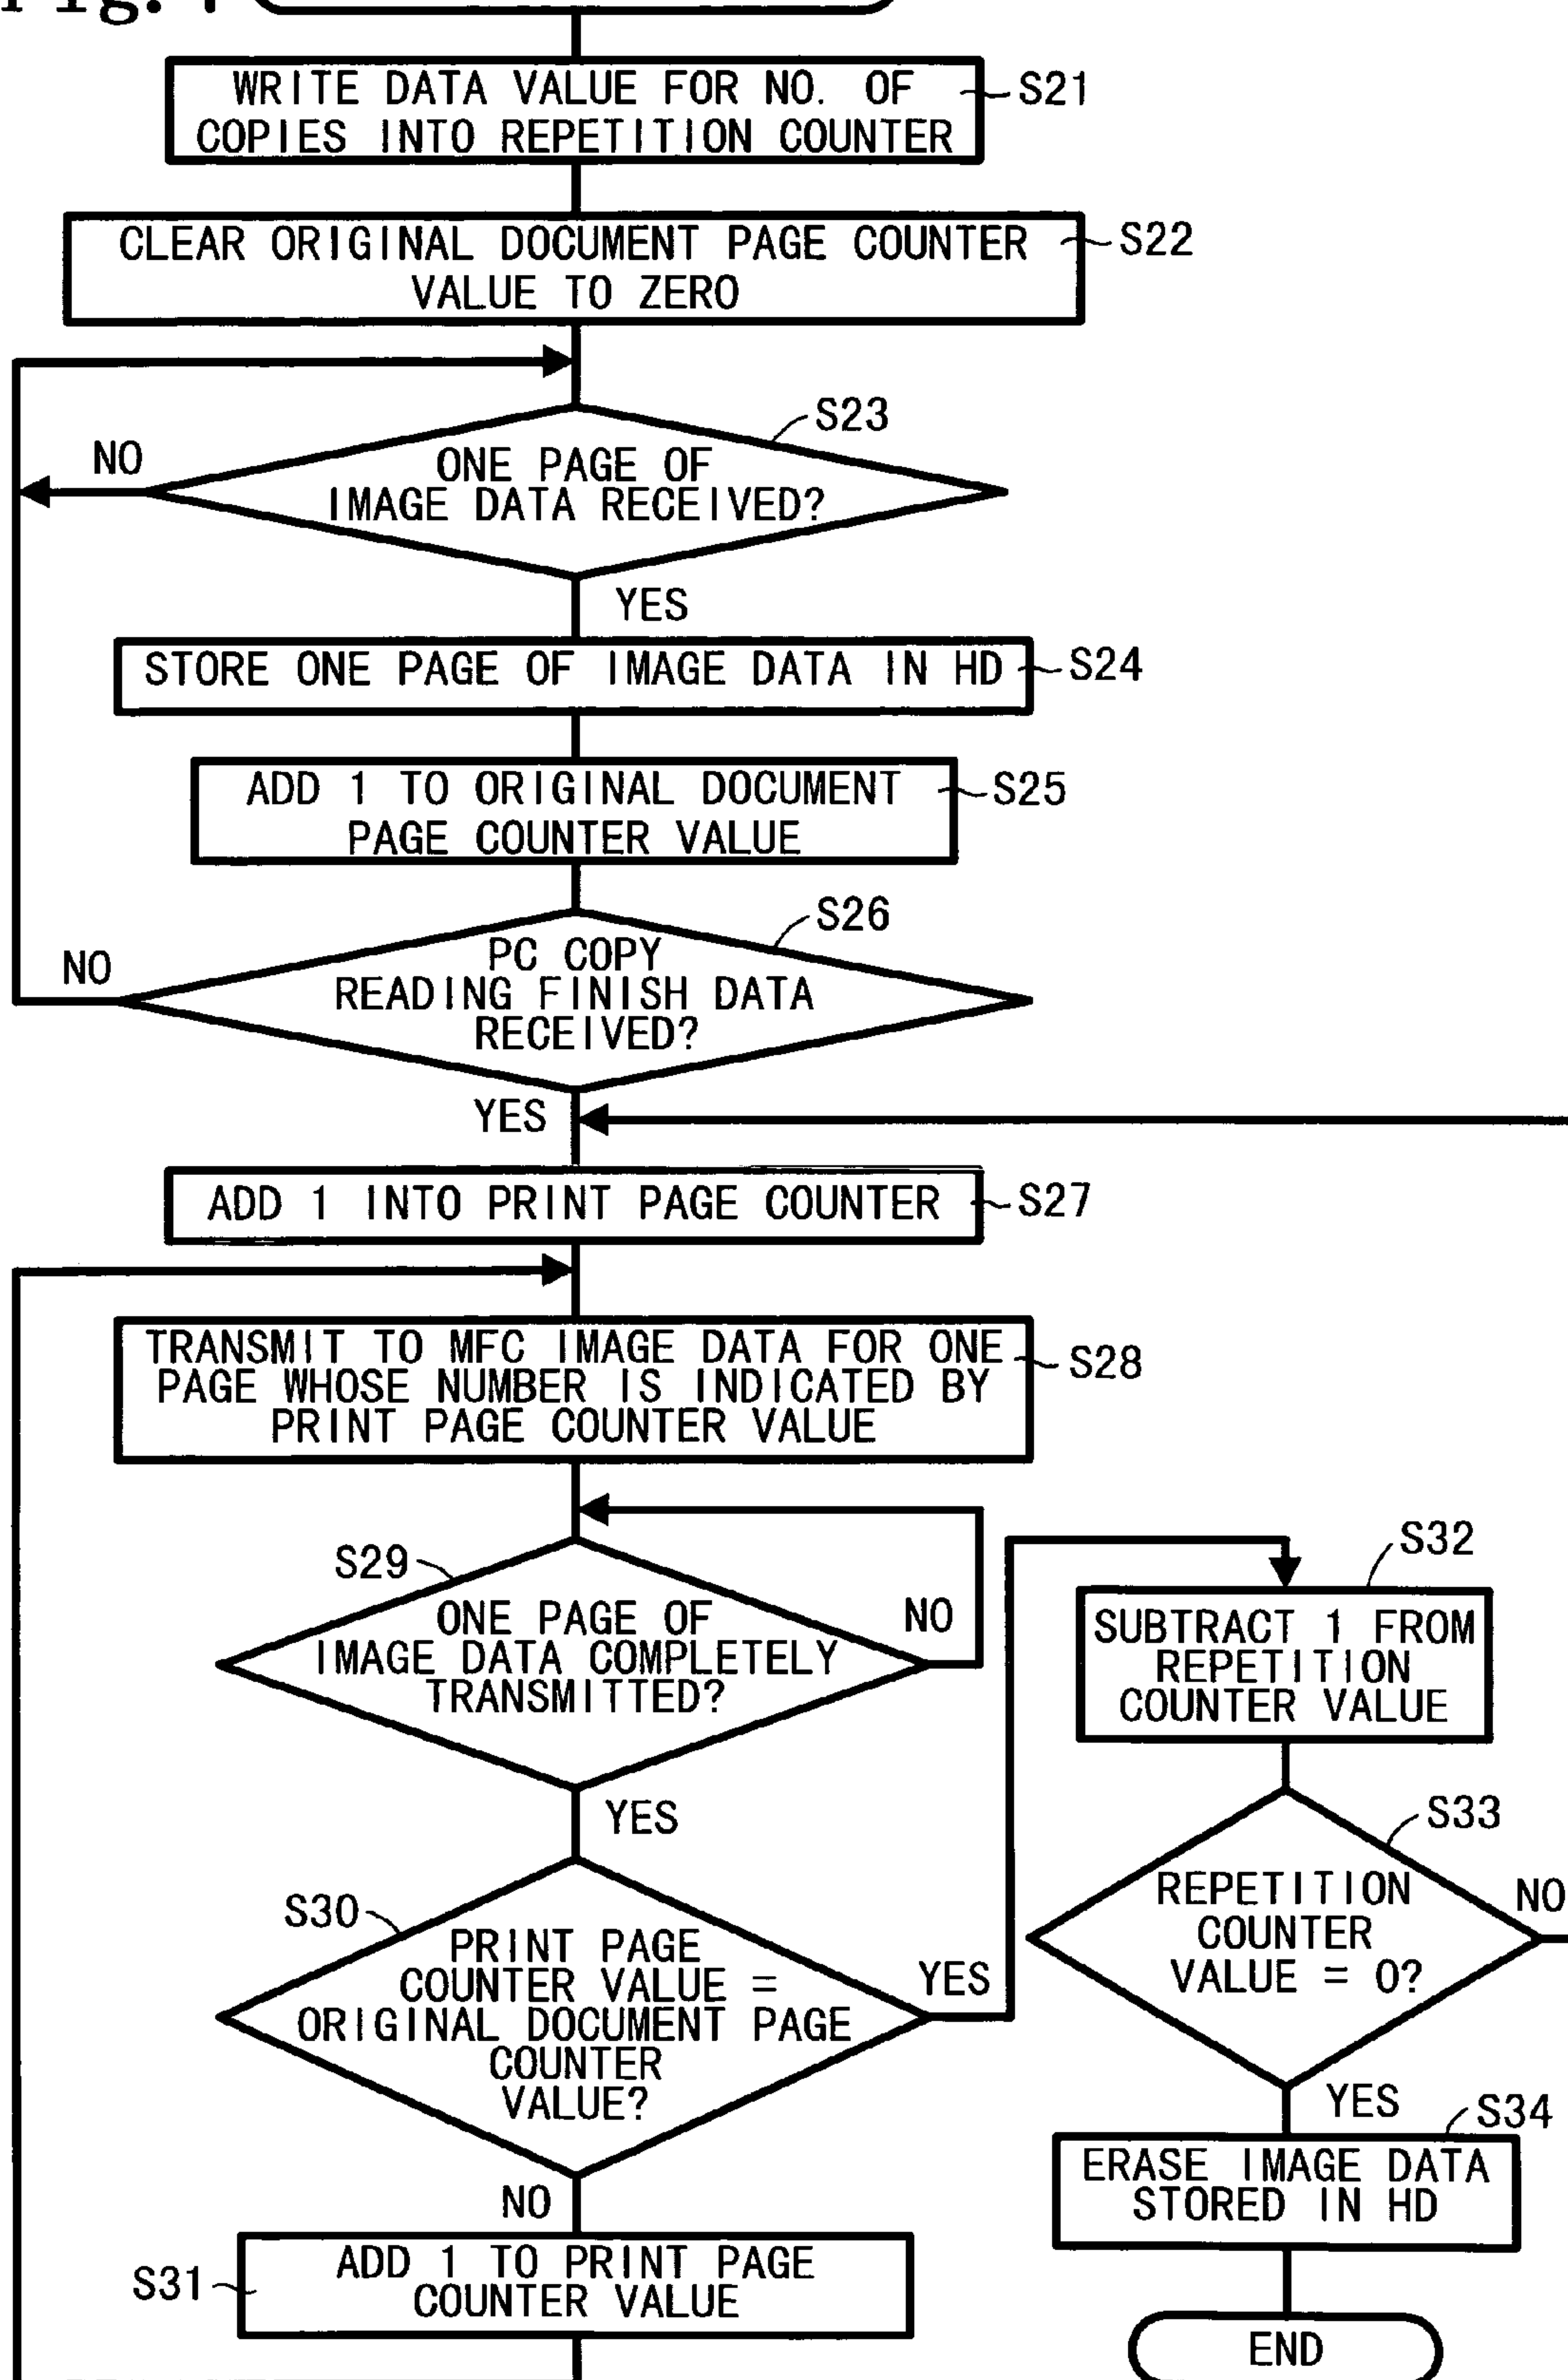 Fig.
WRITE DATA VALUE FOR NO. OF
COPIES INTO REPETITION COUNTER
S21
CLEAR ORIGINAL DOCUMENT PAGE COUNTER
VALUE TO ZERO
S22
S23
NO
ONE PAGE OF
IMAGE DATA RECEIVED?
YES
STORE ONE PAGE OF IMAGE DATA IN HD
S24
ADD 1 TO ORIGINAL DOCUMENT
PAGE COUNTER VALUE
S25
S26
NO
PC COPY
READING FINISH DATA
RECEIVED?
YES
ADD 1 INTO PRINT PAGE COUNTER
S27
TRANSMIT TO MFC IMAGE DATA FOR ONE
PAGE WHOSE NUMBER IS INDICATED BY
PRINT PAGE COUNTER VALUE
S28
S29
ONE PAGE OF
IMAGE DATA COMPLETELY
TRANSMITTED?
NO
YES
S30
PRINT PAGE
COUNTER VALUE =
ORIGINAL DOCUMENT PAGE
COUNTER
VALUE?
YES
NO
S31
ADD 1 TO PRINT PAGE
COUNTER VALUE
S32
SUBTRACT 1 FROM
REPETITION
COUNTER VALUE
S33
REPETITION
COUNTER
VALUE = 0?
NO
YES
S34
ERASE IMAGE DATA
STORED IN HD
END